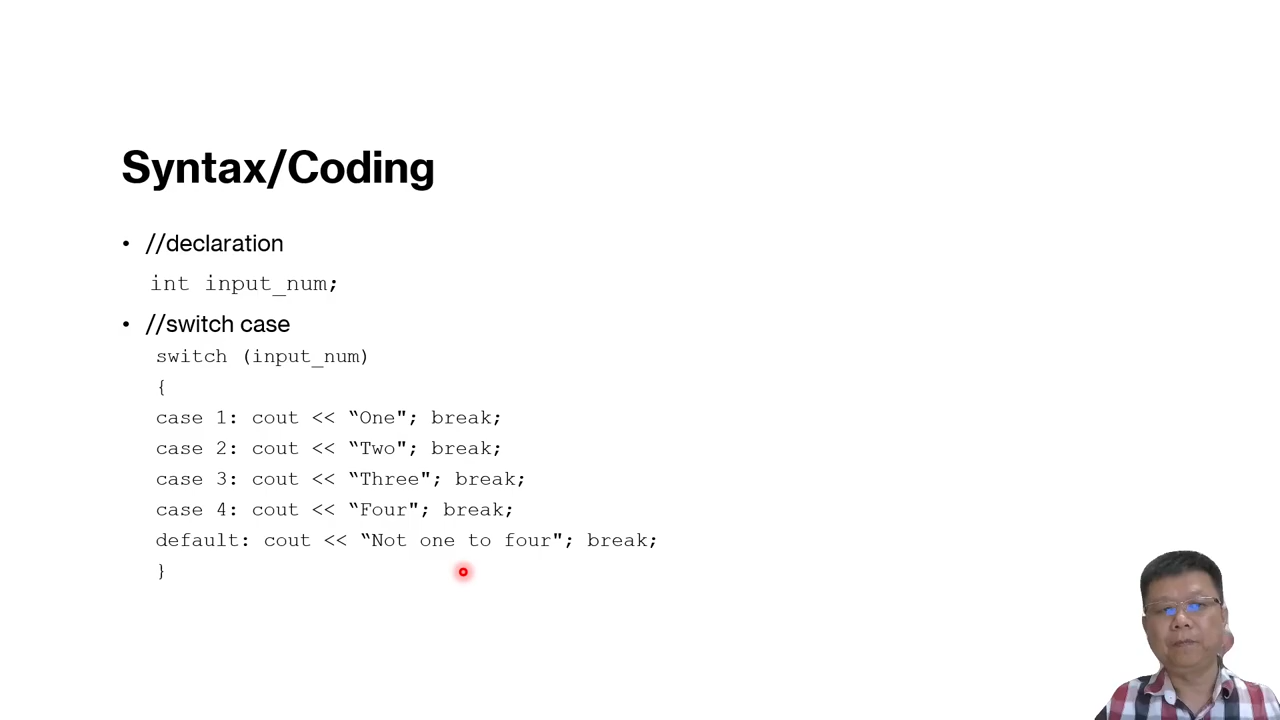 Syntax/Coding
• //declaration
int input_num;
• //switch case
switch (input_num)
{
case 1: cout << “One"; break;
case 2: cout << “Two"; break;
case 3: cout << “Three"; break;
case 4: cout << “Four"; break;
default: cout << “Not one to four"; break;
}